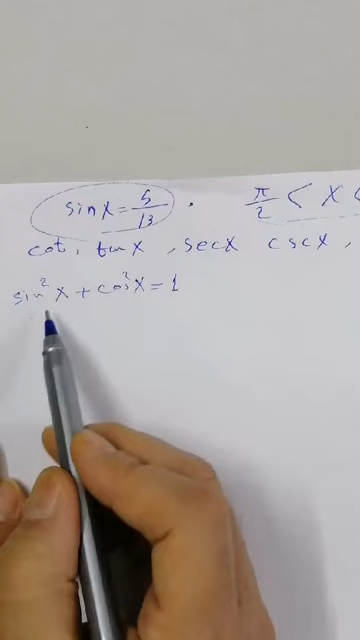 sinx = 5/13 . π/2 < x <
cot, tanx, secx cscx,
sin²x + cos²x = 1